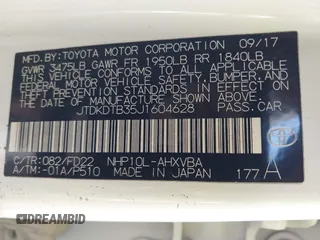 MFD. BY: TOYOTA MOTOR CORPORATION 09/17
GVWR 3475LB GAWR FR 1950LB RR 1840LB
THIS VEHICLE CONFORMS TO ALL APPLICABLE
FEDERAL MOTOR VEHICLE SAFETY, BUMPER, AND
THEFT PREVENTION STANDARDS IN EFFECT ON
THE DATE OF MANUFACTURE SHOWN ABOVE.
JTDKDTB35J1604628 PASS. CAR
C/TR: 082/FD22 NHP10L-AHXVBA
A/TM: -01A/P510 MADE IN JAPAN 177 A
DREAMBID